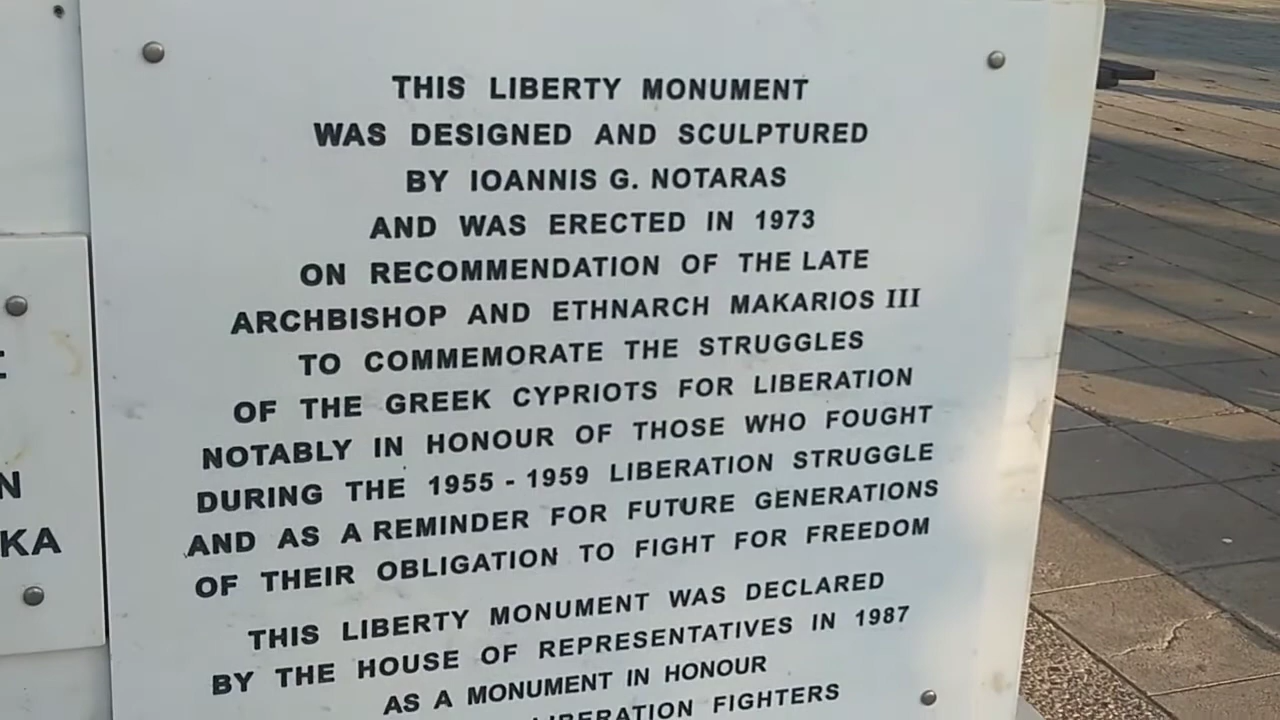 THIS LIBERTY MONUMENT
WAS DESIGNED AND SCULPTURED
BY IOANNIS G. NOTARAS
AND WAS ERECTED IN 1973
ON RECOMMENDATION OF THE LATE
ARCHBISHOP AND ETHNARCH MAKARIOS III
TO COMMEMORATE THE STRUGGLES
OF THE GREEK CYPRIOTS FOR LIBERATION
NOTABLY IN HONOUR OF THOSE WHO FOUGHT
DURING THE 1955 - 1959 LIBERATION STRUGGLE
AND AS A REMINDER FOR FUTURE GENERATIONS
OF THEIR OBLIGATION TO FIGHT FOR FREEDOM
THIS LIBERTY MONUMENT WAS DECLARED
BY THE HOUSE OF REPRESENTATIVES IN 1987
AS A MONUMENT IN HONOUR
LIBERATION FIGHTERS